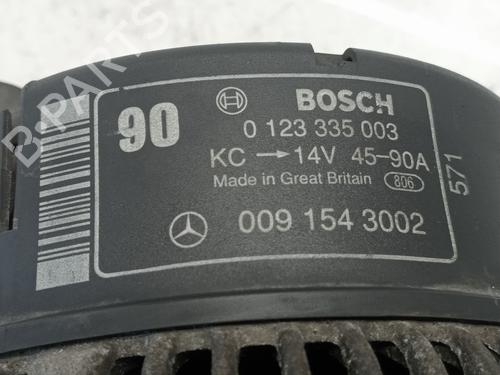 90
BOSCH
0 123 335 003
KC → 14V 45-90A
Made in Great Britain 806
571
009 154 3002
B-PARTS